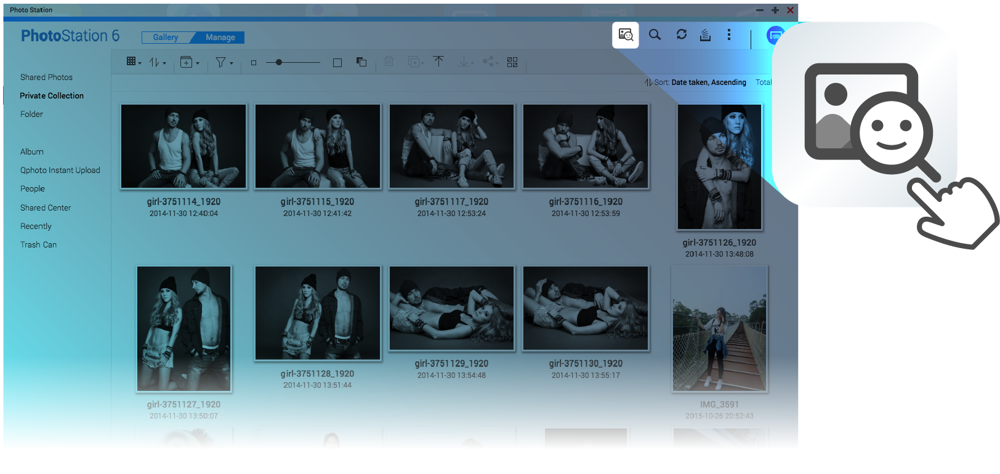 Photo Station
PhotoStation 6
Gallery
Manage
Shared Photos
Private Collection
Folder
Album
Qphoto Instant Upload
People
Shared Center
Recently
Trash Can
Sort: Date taken, Ascending
Total
girl-3751114_1920
2014-11-30 12:40:04
girl-3751115_1920
2014-11-30 12:41:42
girl-3751117_1920
2014-11-30 12:53:24
girl-3751116_1920
2014-11-30 12:53:59
girl-3751126_1920
2014-11-30 13:48:08
girl-3751127_1920
2014-11-30 13:50:07
girl-3751128_1920
2014-11-30 13:51:44
girl-3751129_1920
2014-11-30 13:54:48
girl-3751130_1920
2014-11-30 13:55:17
IMG_3591
2015-10-26 20:52:43